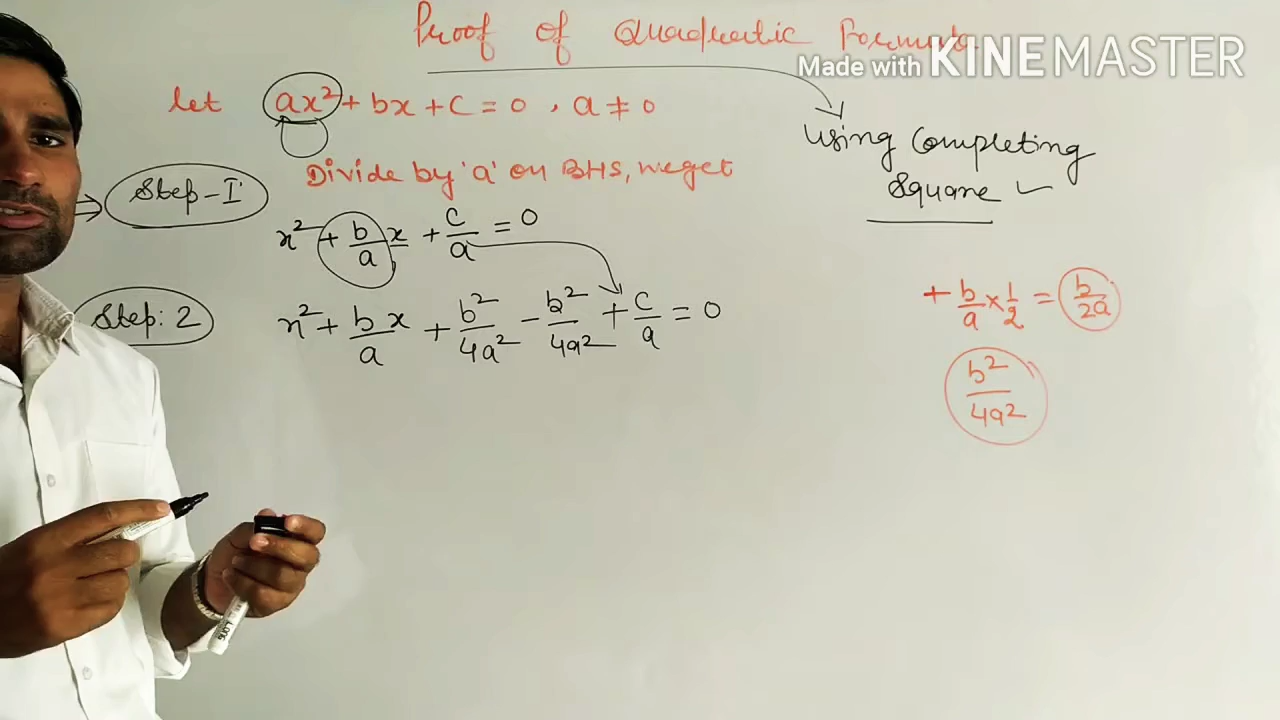 Proof of Quadratic Formula
Made with KINEMASTER
let ax² + bx + c = 0 , a ≠ 0
using Completing
Square ✓
Divide by 'a' on BHS, we get
⇒ Step - I
x² + b/a x + c/a = 0
Step: 2
x² + bx/a + b²/4a² - b²/4a² + c/a = 0
+ b/a × 1/2 = b/2a
b²/4a²